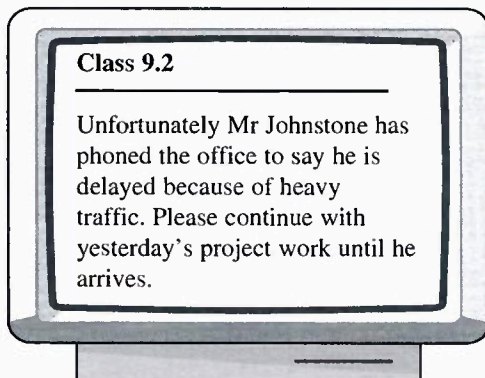 Class 9.2
Unfortunately Mr Johnstone has
phoned the office to say he is
delayed because of heavy
traffic. Please continue with
yesterday's project work until he
arrives.